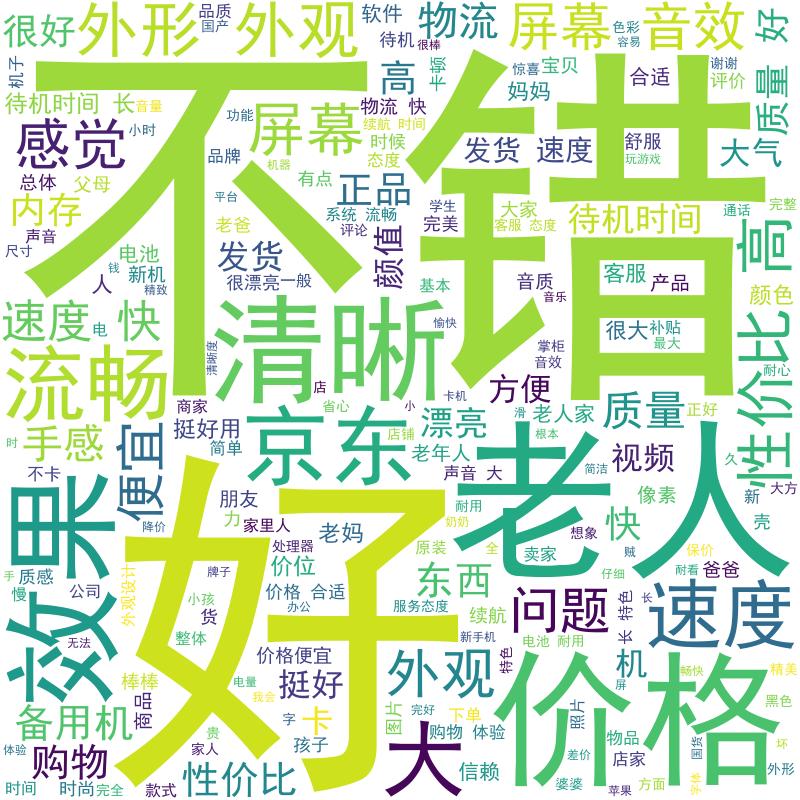 很好
外形
外观
品质
国产
软件
待机
很棒
物流
屏幕
色彩
容易
音效
好
机子
待机时间 长
音量
功能
屏幕
高
物流 快
续航 时间
卡顿
惊喜
宝贝
妈妈
合适
谢谢
评价
质量
大气
感觉
小时
不错
时候
态度
发货
速度
舒服
玩游戏
品牌
机器
总体
父母
有点
正品
平台
内存
声音
尺寸
老爸
系统 流畅
评论
学生
完美
大家
客服 态度
待机时间
通话
完整
高
电池
新机
人
钱
精致
发货
很漂亮
一般
颜值
基本
音质
音乐
客服
产品
颜色
速度
电
快
清晰度
清晰
愉快
掌柜
音效
很大
补贴
最大
性价比
耐心
流畅
商家
店
省心
小
卡机
方便
手感
时
便宜
挺好用
简单
京东
店铺
漂亮
滑
根本
老人家
质量
正好
不卡
老年人
声音 大
老人
视频
简洁
久
大方
效果
降价
好
朋友
力
家里人
老妈
处理器
耐用
奶奶
原装
全
想象
卖家
快
像素
新
壳
贼
保价
手
质感
慢
公司
外观设计
牌子
小孩
货
价位
价格 合适
办公
东西
服务态度
续航
问题
仔细
耐看
爸爸
长
特色
长
速度
无法
整体
价格便宜
新手机
电池 耐用
外观
特色
价格
机
屏
畅快
精美
棒棒
商品
电量
我会
挺好
备用机
贵
字
卡
图片
完好
下单
大
照片
黑色
购物
家人
孩子
购物 体验
信赖
物品
店家
差价
国货
坏
外形
体验
时间
时尚
完全
款式
性价比
婆婆
苹果
方面
字体